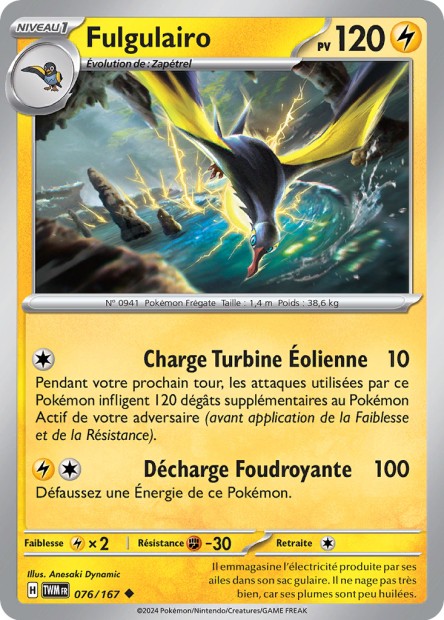 NIVEAU 1
Fulgulairo
PV 120
Évolution de : Zapétrel
N° 0941 Pokémon Frégate Taille : 1,4 m Poids : 38,6 kg
Charge Turbine Éolienne 10
Pendant votre prochain tour, les attaques utilisées par ce
Pokémon infligent 120 dégâts supplémentaires au Pokémon
Actif de votre adversaire (avant application de la Faiblesse
et de la Résistance).
Décharge Foudroyante 100
Défaussez une Énergie de ce Pokémon.
Faiblesse ×2 Résistance -30 Retraite
Illus. Anesaki Dynamic
H TWM FR 076/167
Il emmagasine l'électricité produite par ses
ailes dans son sac gulaire. Il ne nage pas très
bien, car ses plumes sont peu huilées.
©2024 Pokémon/Nintendo/Creatures/GAME FREAK